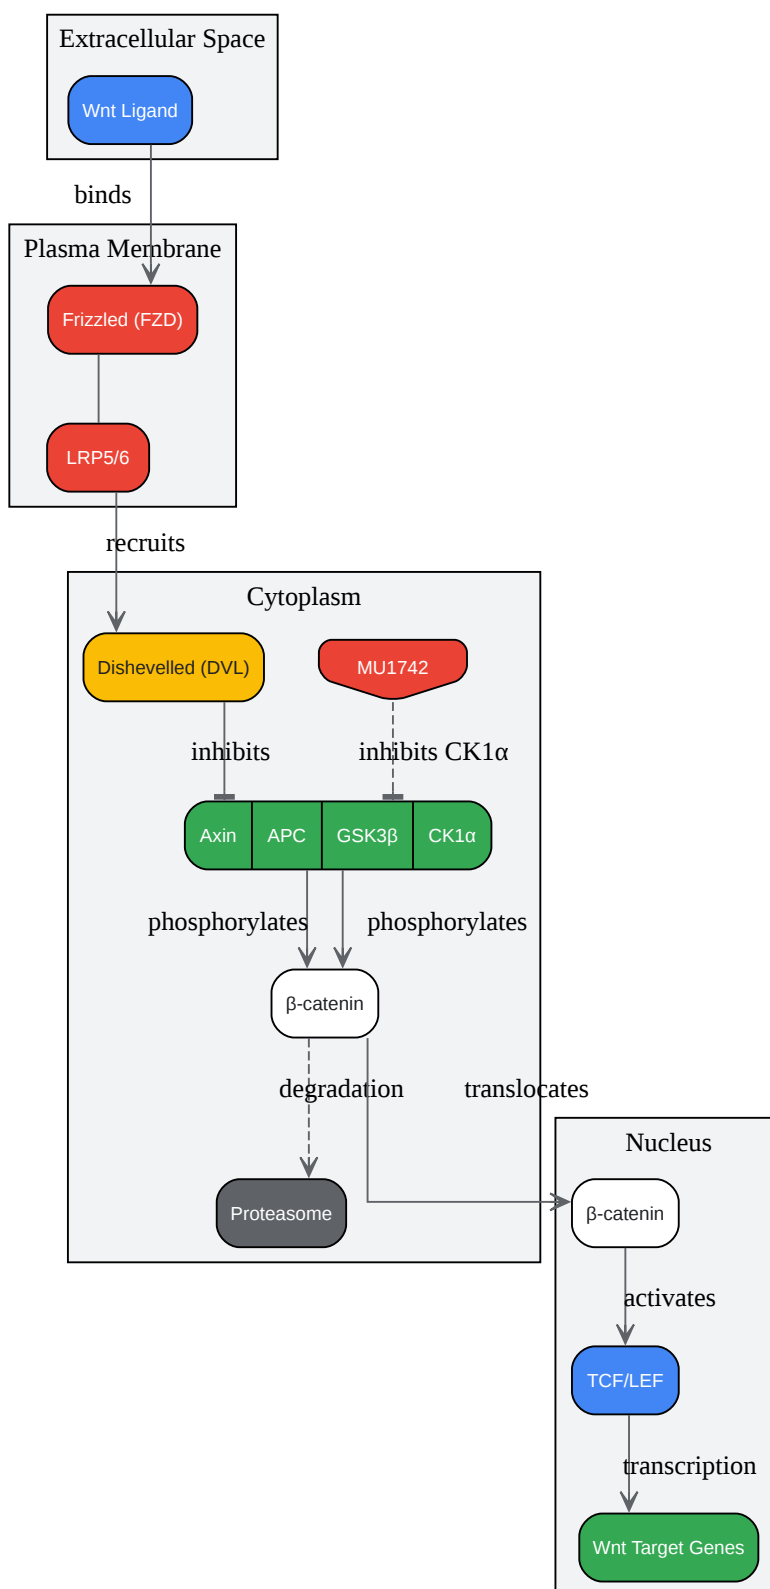 Extracellular Space
Wnt Ligand
binds
Plasma Membrane
Frizzled (FZD)
LRP5/6
recruits
Cytoplasm
Dishevelled (DVL)
MU1742
inhibits
inhibits CK1α
Axin
APC
GSK3β
CK1α
phosphorylates
phosphorylates
β-catenin
degradation
translocates
Nucleus
Proteasome
β-catenin
activates
TCF/LEF
transcription
Wnt Target Genes